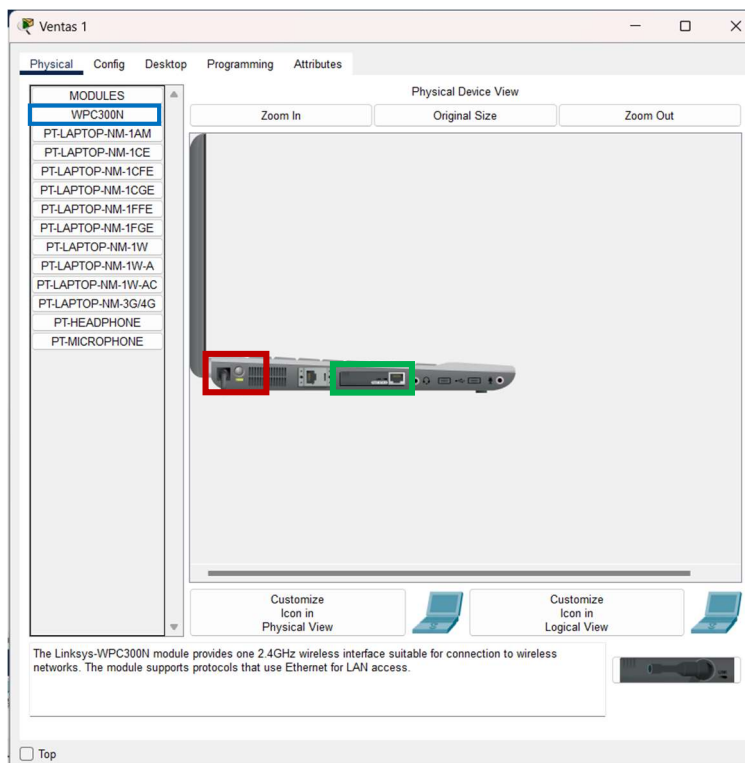 Ventas 1
Physical Config Desktop Programming Attributes
MODULES
WPC300N
PT-LAPTOP-NM-1AM
PT-LAPTOP-NM-1CE
PT-LAPTOP-NM-1CFE
PT-LAPTOP-NM-1CGE
PT-LAPTOP-NM-1FFE
PT-LAPTOP-NM-1FGE
PT-LAPTOP-NM-1W
PT-LAPTOP-NM-1W-A
PT-LAPTOP-NM-1W-AC
PT-LAPTOP-NM-3G/4G
PT-HEADPHONE
PT-MICROPHONE
Physical Device View
Zoom In Original Size Zoom Out
Customize
Icon in
Physical View
Customize
Icon in
Logical View
The Linksys-WPC300N module provides one 2.4GHz wireless interface suitable for connection to wireless
networks. The module supports protocols that use Ethernet for LAN access.
Top